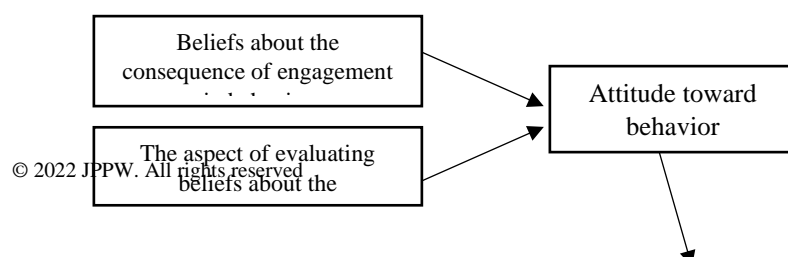 Beliefs about the
consequence of engagement
Attitude toward
behavior
The aspect of evaluating
beliefs about the
© 2022 JPPW. All rights reserved